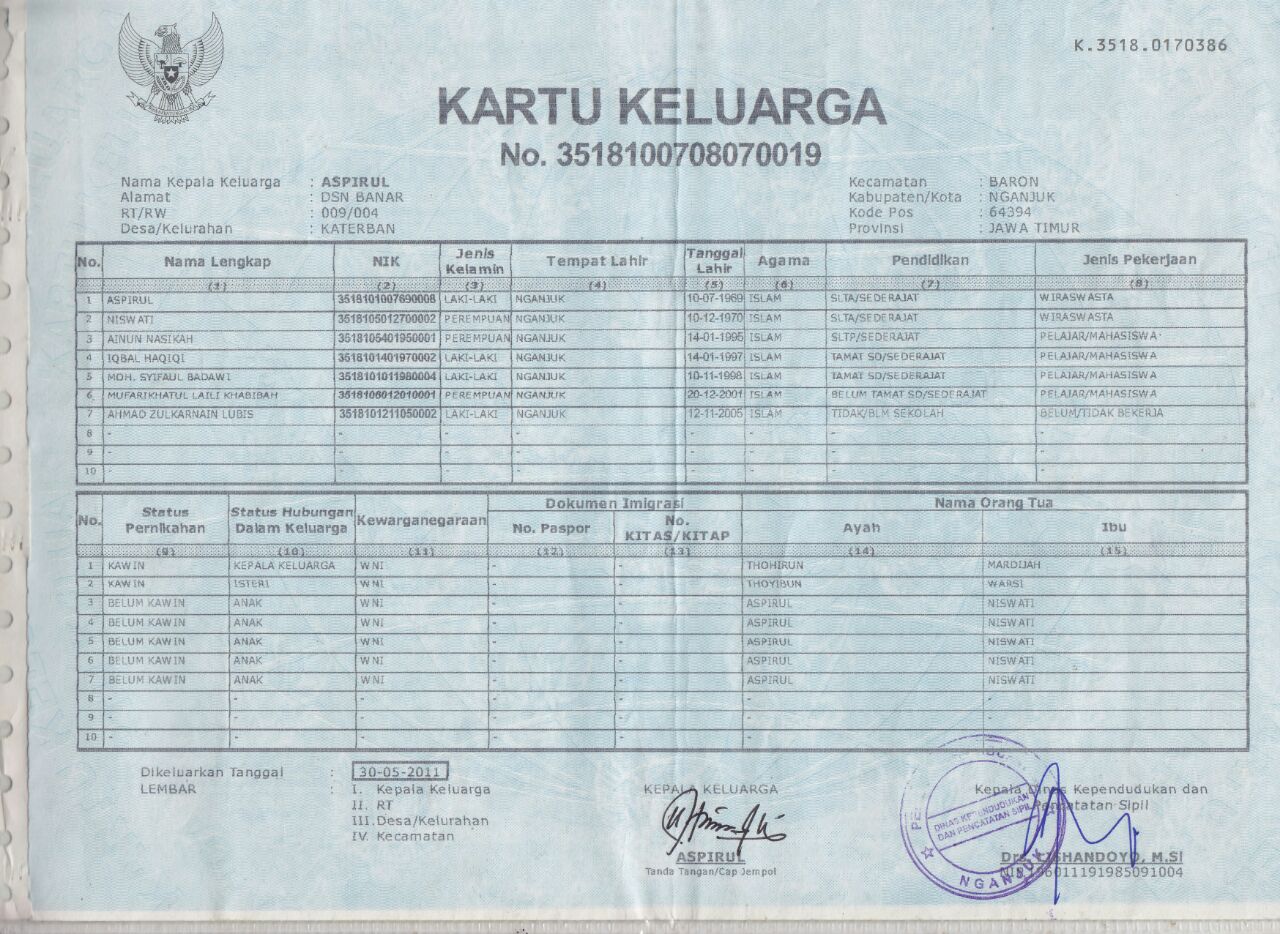 K.3518.0170386
KARTU KELUARGA
No. 3518100708070019
Nama Kepala Keluarga : ASPIRUL Kecamatan : BARON
Alamat : DSN BANAR Kabupaten/Kota : NGANJUK
RT/RW : 009/004 Kode Pos : 64394
Desa/Kelurahan : KATERBAN Provinsi : JAWA TIMUR
No. Nama Lengkap NIK Jenis Kelamin Tempat Lahir Tanggal Lahir Agama Pendidikan Jenis Pekerjaan
(1) (2) (3) (4) (5) (6) (7) (8)
1 ASPIRUL 3518101007690008 LAKI-LAKI NGANJUK 10-07-1969 ISLAM SLTA/SEDERAJAT WIRASWASTA
2 NISWATI 3518105012700002 PEREMPUAN NGANJUK 10-12-1970 ISLAM SLTA/SEDERAJAT WIRASWASTA
3 AINUN NASIKAH 3518105401950001 PEREMPUAN NGANJUK 14-01-1995 ISLAM SLTP/SEDERAJAT PELAJAR/MAHASISWA
4 IQBAL HAQIQI 3518101401970002 LAKI-LAKI NGANJUK 14-01-1997 ISLAM TAMAT SD/SEDERAJAT PELAJAR/MAHASISWA
5 MOH. SYIFAUL BADAWI 3518101011980004 LAKI-LAKI NGANJUK 10-11-1998 ISLAM TAMAT SD/SEDERAJAT PELAJAR/MAHASISWA
6 MUFARIKHATUL LAILI KHABIBAH 3518106012010001 PEREMPUAN NGANJUK 20-12-2001 ISLAM BELUM TAMAT SD/SEDERAJAT PELAJAR/MAHASISWA
7 AHMAD ZULKARNAIN LUBIS 3518101211050002 LAKI-LAKI NGANJUK 12-11-2005 ISLAM TIDAK/BLM SEKOLAH BELUM/TIDAK BEKERJA
8 - - - - - - - -
9 - - - - - - - -
10 - - - - - - - -
No. Status Pernikahan Status Hubungan Dalam Keluarga Kewarganegaraan Dokumen Imigrasi Nama Orang Tua
No. Paspor No. KITAS/KITAP Ayah Ibu
(9) (10) (11) (12) (13) (14) (15)
1 KAWIN KEPALA KELUARGA WNI - - THOHIRUN MARDIJAH
2 KAWIN ISTERI WNI - - THOYIBUN WARSI
3 BELUM KAWIN ANAK WNI - - ASPIRUL NISWATI
4 BELUM KAWIN ANAK WNI - - ASPIRUL NISWATI
5 BELUM KAWIN ANAK WNI - - ASPIRUL NISWATI
6 BELUM KAWIN ANAK WNI - - ASPIRUL NISWATI
7 BELUM KAWIN ANAK WNI - - ASPIRUL NISWATI
8 - - - - - - -
9 - - - - - - -
10 - - - - - - -
Dikeluarkan Tanggal : 30-05-2011
LEMBAR : I. Kepala Keluarga
II. RT
III. Desa/Kelurahan
IV. Kecamatan
KEPALA KELUARGA
ASPIRUL
Tanda Tangan/Cap Jempol
Kepala Dinas Kependudukan dan
Pencatatan Sipil
DINAS KEPENDUDUKAN
DAN PENCATATAN SIPIL
NGANJUK
M.Si
196011191985091004